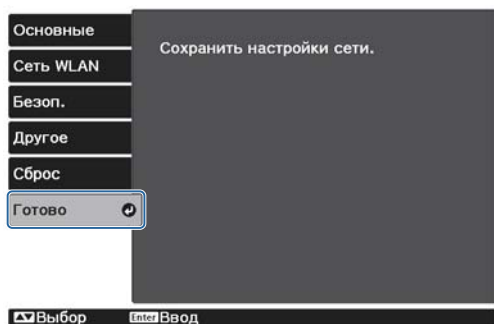 Основные
Сеть WLAN
Безоп.
Другое
Сброс
Готово
Сохранить настройки сети.
Выбор Enter Ввод